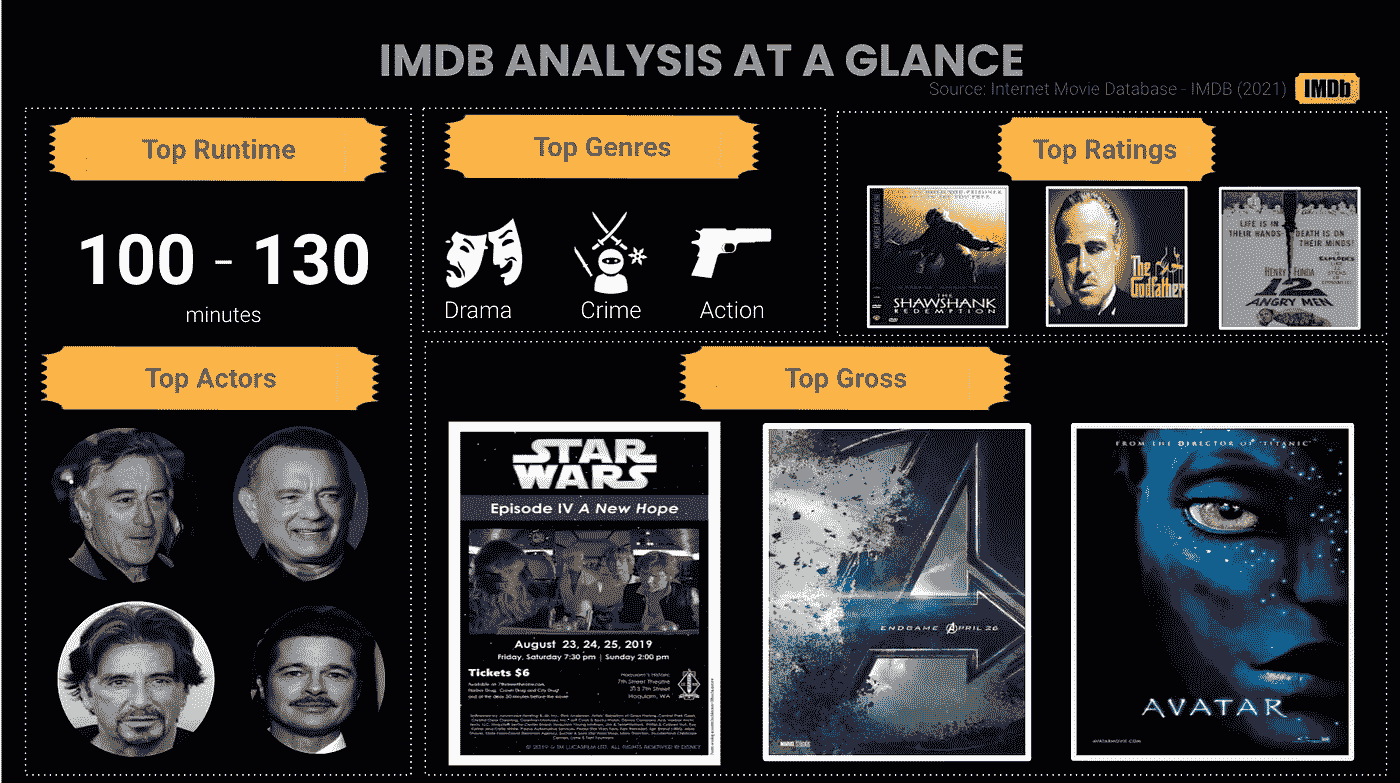 IMDB ANALYSIS AT A GLANCE
Source: Internet Movie Database - IMDB (2021)
IMDb
Top Runtime
100 - 130
minutes
Top Genres
Drama
Crime
Action
Top Ratings
THE
SHAWSHANK
REDEMPTION
The
Godfather
LIFE IS IN
THEIR HANDS
DEATH IS ON
THEIR MINDS!
EXPLODES
HENRY FONDA
12
ANGRY MEN
Top Actors
Top Gross
STAR
WARS
Episode IV A New Hope
August 23, 24, 25, 2019
Friday, Saturday 7:30 pm | Sunday 2:00 pm
Tickets $6
7th Street Theatre
313 7th Street
Hoquiam, WA
ENDGAME APRIL 26
FROM THE DIRECTOR OF "TITANIC"
AVATAR
AVATARMOVIE.COM